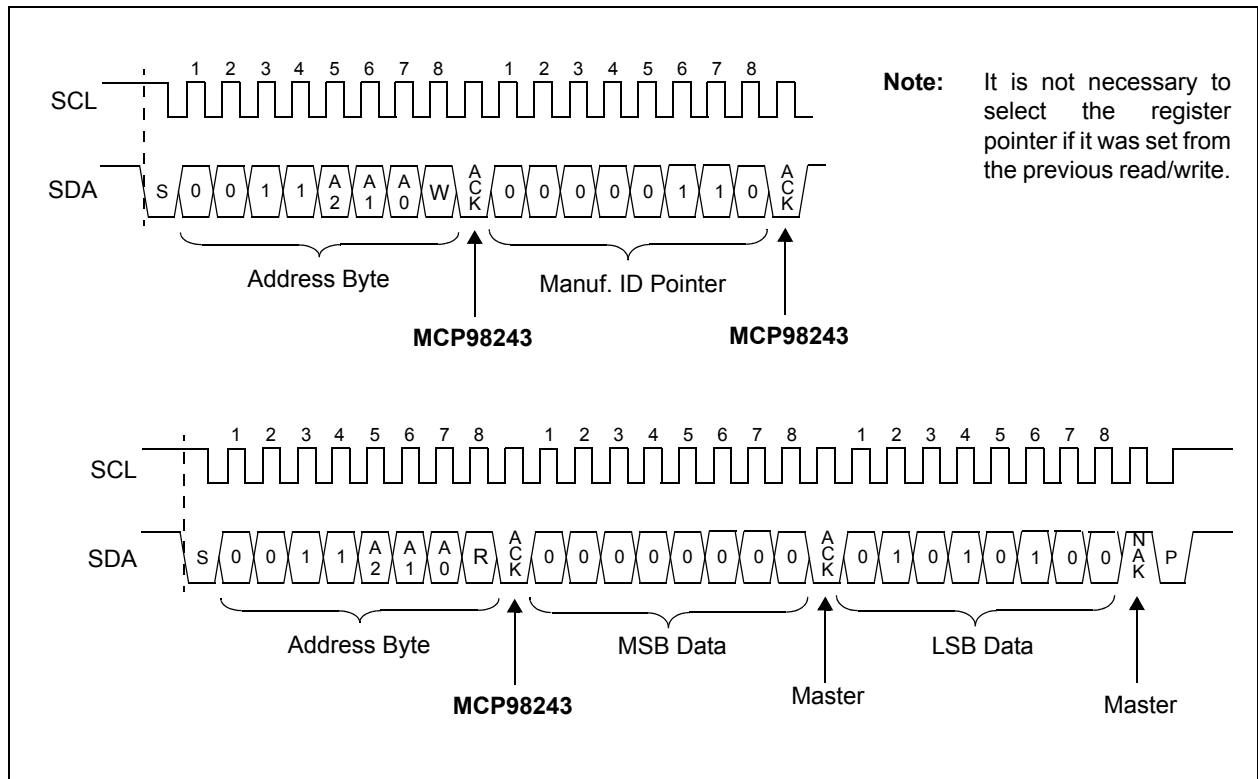 1 2 3 4 5 6 7 8 1 2 3 4 5 6 7 8
SCL
SDA S 0 0 1 1 A2 A1 A0 W ACK 0 0 0 0 0 1 1 0 ACK
Address Byte Manuf. ID Pointer
MCP98243 MCP98243
Note: It is not necessary to
select the register
pointer if it was set from
the previous read/write.
1 2 3 4 5 6 7 8 1 2 3 4 5 6 7 8 1 2 3 4 5 6 7 8
SCL
SDA S 0 0 1 1 A2 A1 A0 R ACK 0 0 0 0 0 0 0 0 ACK 0 1 0 1 0 1 0 0 NAK P
Address Byte MSB Data LSB Data
MCP98243 Master Master